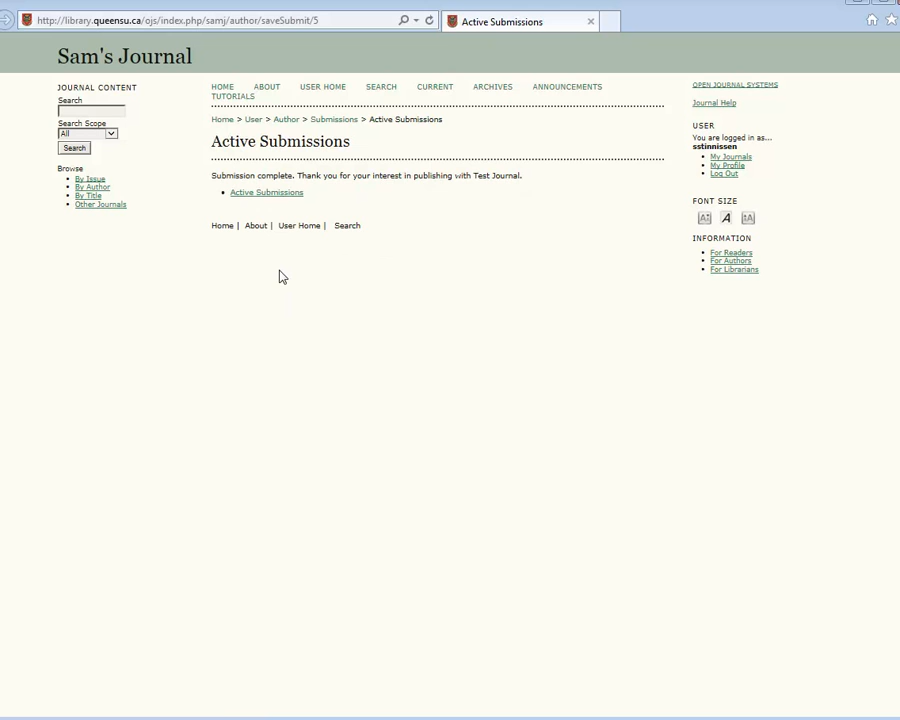 http://library.queensu.ca/ojs/index.php/samj/author/saveSubmit/5
Active Submissions
Sam's Journal
JOURNAL CONTENT
Search
Search Scope
All
Search
Browse
By Issue
By Author
By Title
Other Journals
HOME ABOUT USER HOME SEARCH CURRENT ARCHIVES ANNOUNCEMENTS
TUTORIALS
Home > User > Author > Submissions > Active Submissions
Active Submissions
Submission complete. Thank you for your interest in publishing with Test Journal.
Active Submissions
Home | About | User Home | Search
OPEN JOURNAL SYSTEMS
Journal Help
USER
You are logged in as...
sstinnissen
My Journals
My Profile
Log Out
FONT SIZE
A A A
INFORMATION
For Readers
For Authors
For Librarians